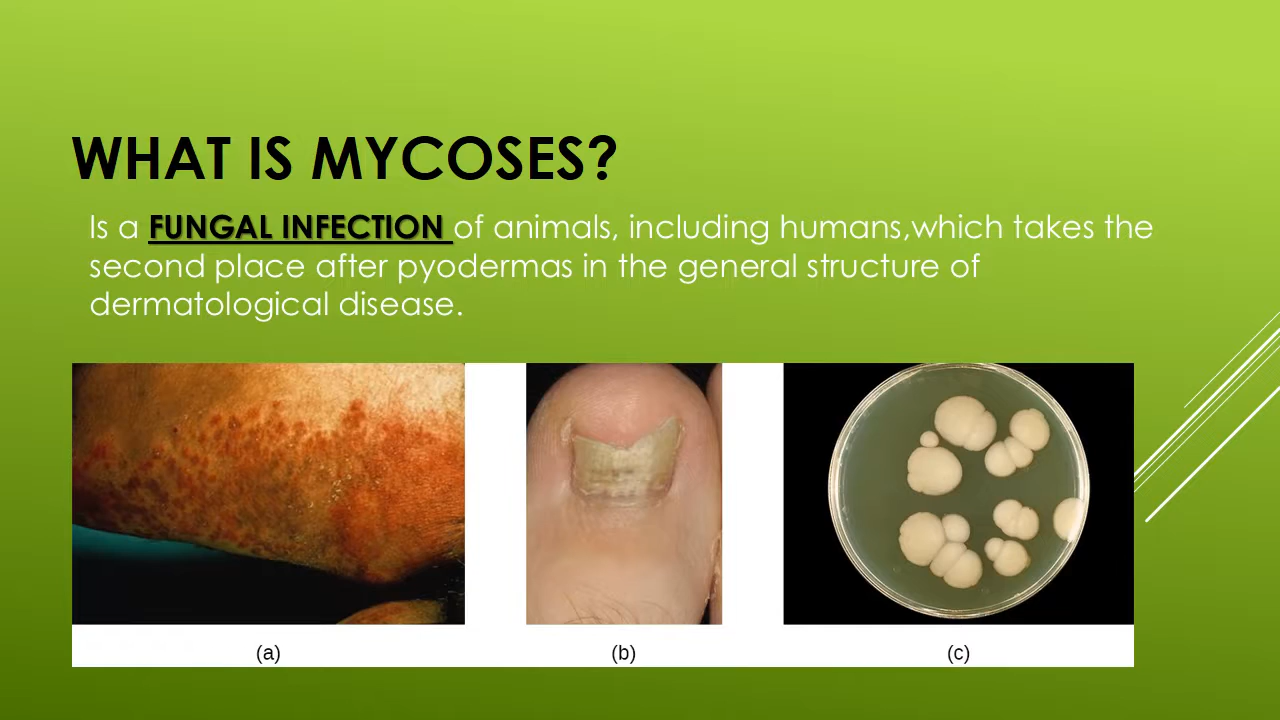 WHAT IS MYCOSES?
Is a FUNGAL INFECTION of animals, including humans,which takes the
second place after pyodermas in the general structure of
dermatological disease.
(a) (b) (c)